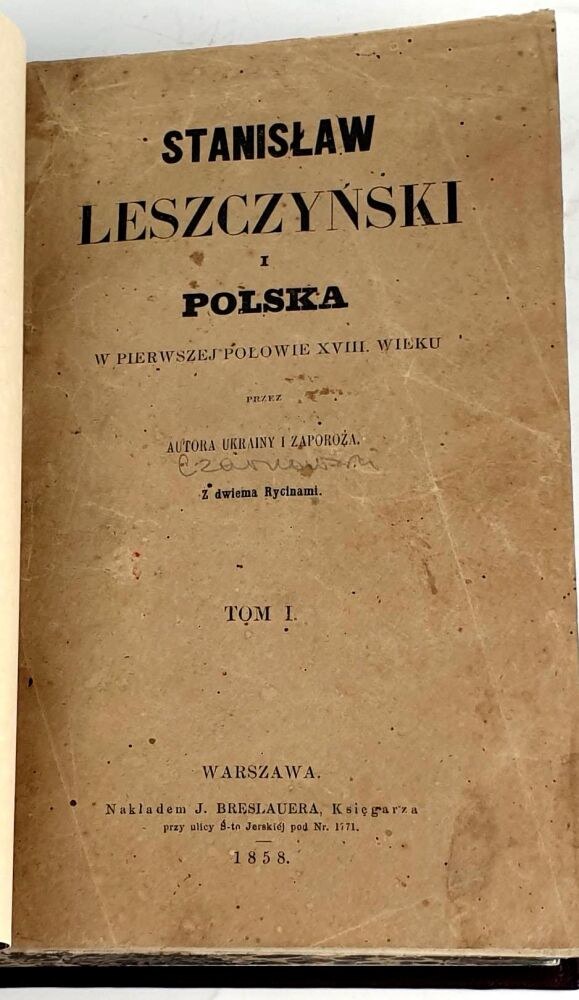 STANISŁAW
LESZCZYŃSKI
I
POLSKA
W PIERWSZEJ POŁOWIE XVIII. WIEKU
PRZEZ
AUTORA UKRAINY I ZAPOROŻA.
Czarnowski
Z dwiema Rycinami.
TOM I.
WARSZAWA.
Nakładem J. BRESLAUERA, Księgarza
przy ulicy S-to Jerskiéj pod Nr. 1771.
1858.